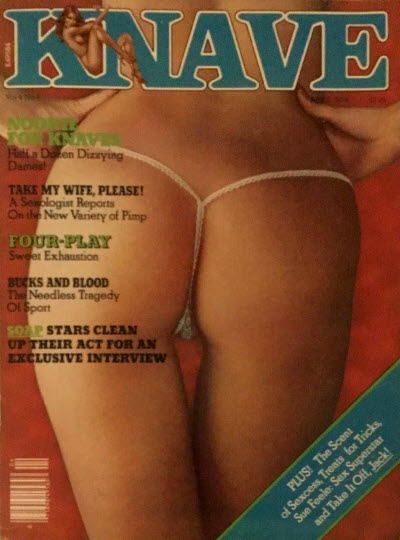 KNAVE
NOOKIE
FOR KNAVES
Half a Dozen Dizzying
Dames!
TAKE MY WIFE, PLEASE!
A Sexologist Reports
On the New Variety of Pimp
FOUR-PLAY
Sweet Exhaustion
BUCKS AND BLOOD
The Needless Tragedy
Of Sport
SOAP STARS CLEAN
UP THEIR ACT FOR AN
EXCLUSIVE INTERVIEW
PLUS! The Scent
of Sexcess, Treats for Tricks,
Sue Feele: Sex Superstar
and Take It Off, Jack!